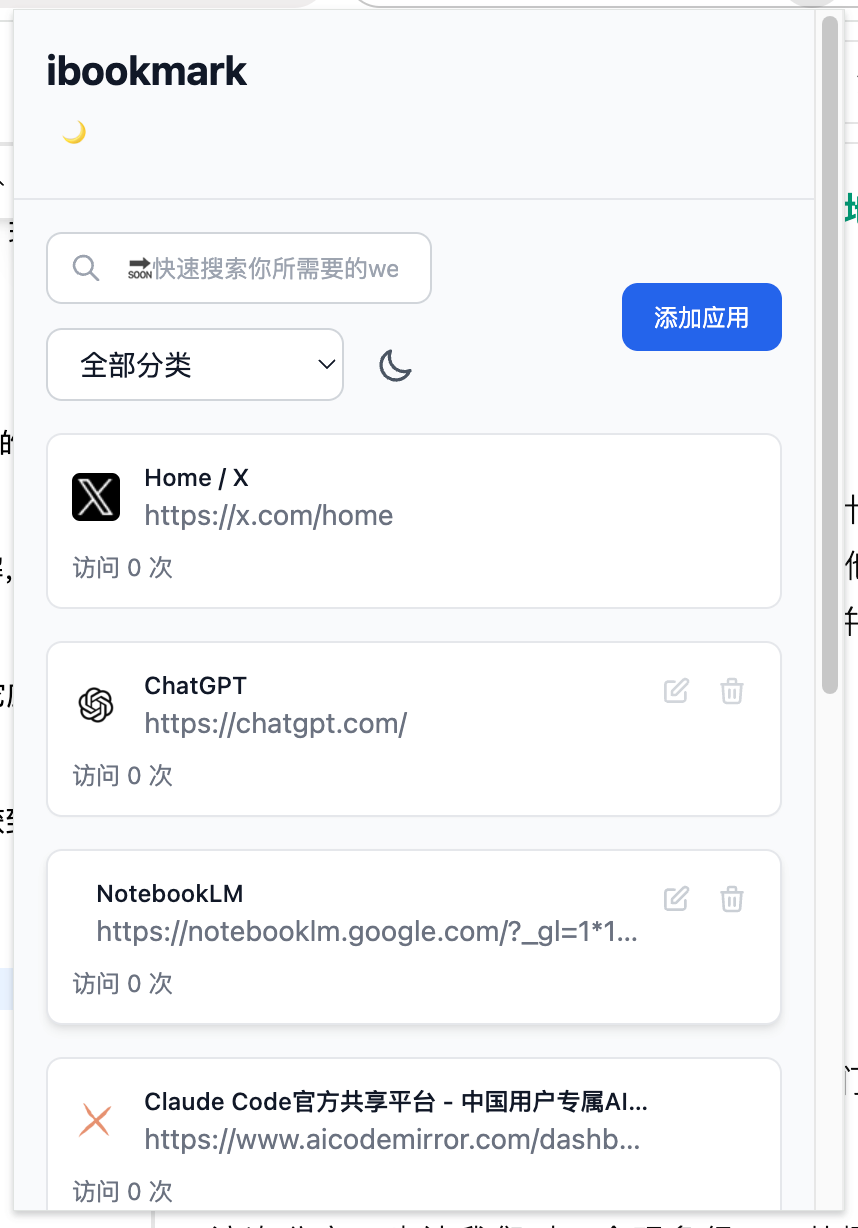 ibookmark
🌙
🔜快速搜索你所需要的we
添加应用
全部分类
Home / X
https://x.com/home
访问 0 次
ChatGPT
https://chatgpt.com/
访问 0 次
NotebookLM
https://notebooklm.google.com/?_gl=1*1...
访问 0 次
Claude Code官方共享平台 - 中国用户专属AI...
https://www.aicodemirror.com/dashb...
访问 0 次